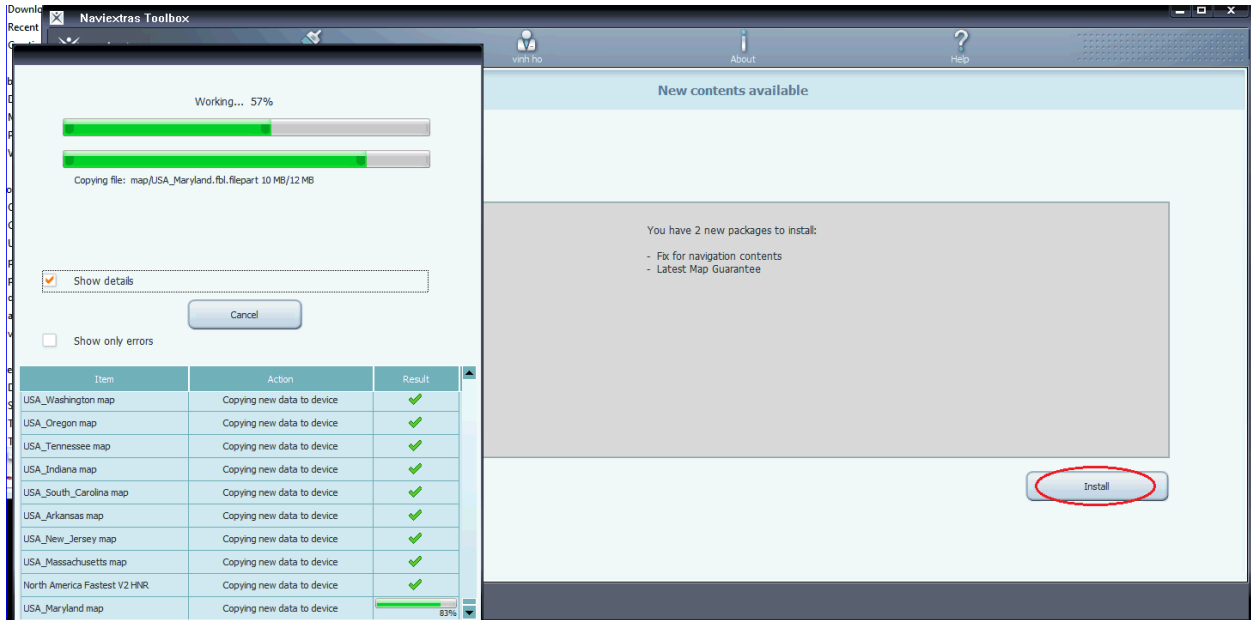 Recent
Naviextras Toolbox
vinh ho
About
Help
New contents available
Working... 57%
Copying file: map/USA_Maryland.fbl.filepart 10 MB/12 MB
You have 2 new packages to install:
- Fix for navigation contents
- Latest Map Guarantee
Show details
Cancel
Show only errors
Install
Item Action Result
USA_Washington map Copying new data to device
USA_Oregon map Copying new data to device
USA_Tennessee map Copying new data to device
USA_Indiana map Copying new data to device
USA_South_Carolina map Copying new data to device
USA_Arkansas map Copying new data to device
USA_New_Jersey map Copying new data to device
USA_Massachusetts map Copying new data to device
North America Fastest V2 HNR Copying new data to device
USA_Maryland map Copying new data to device 83%